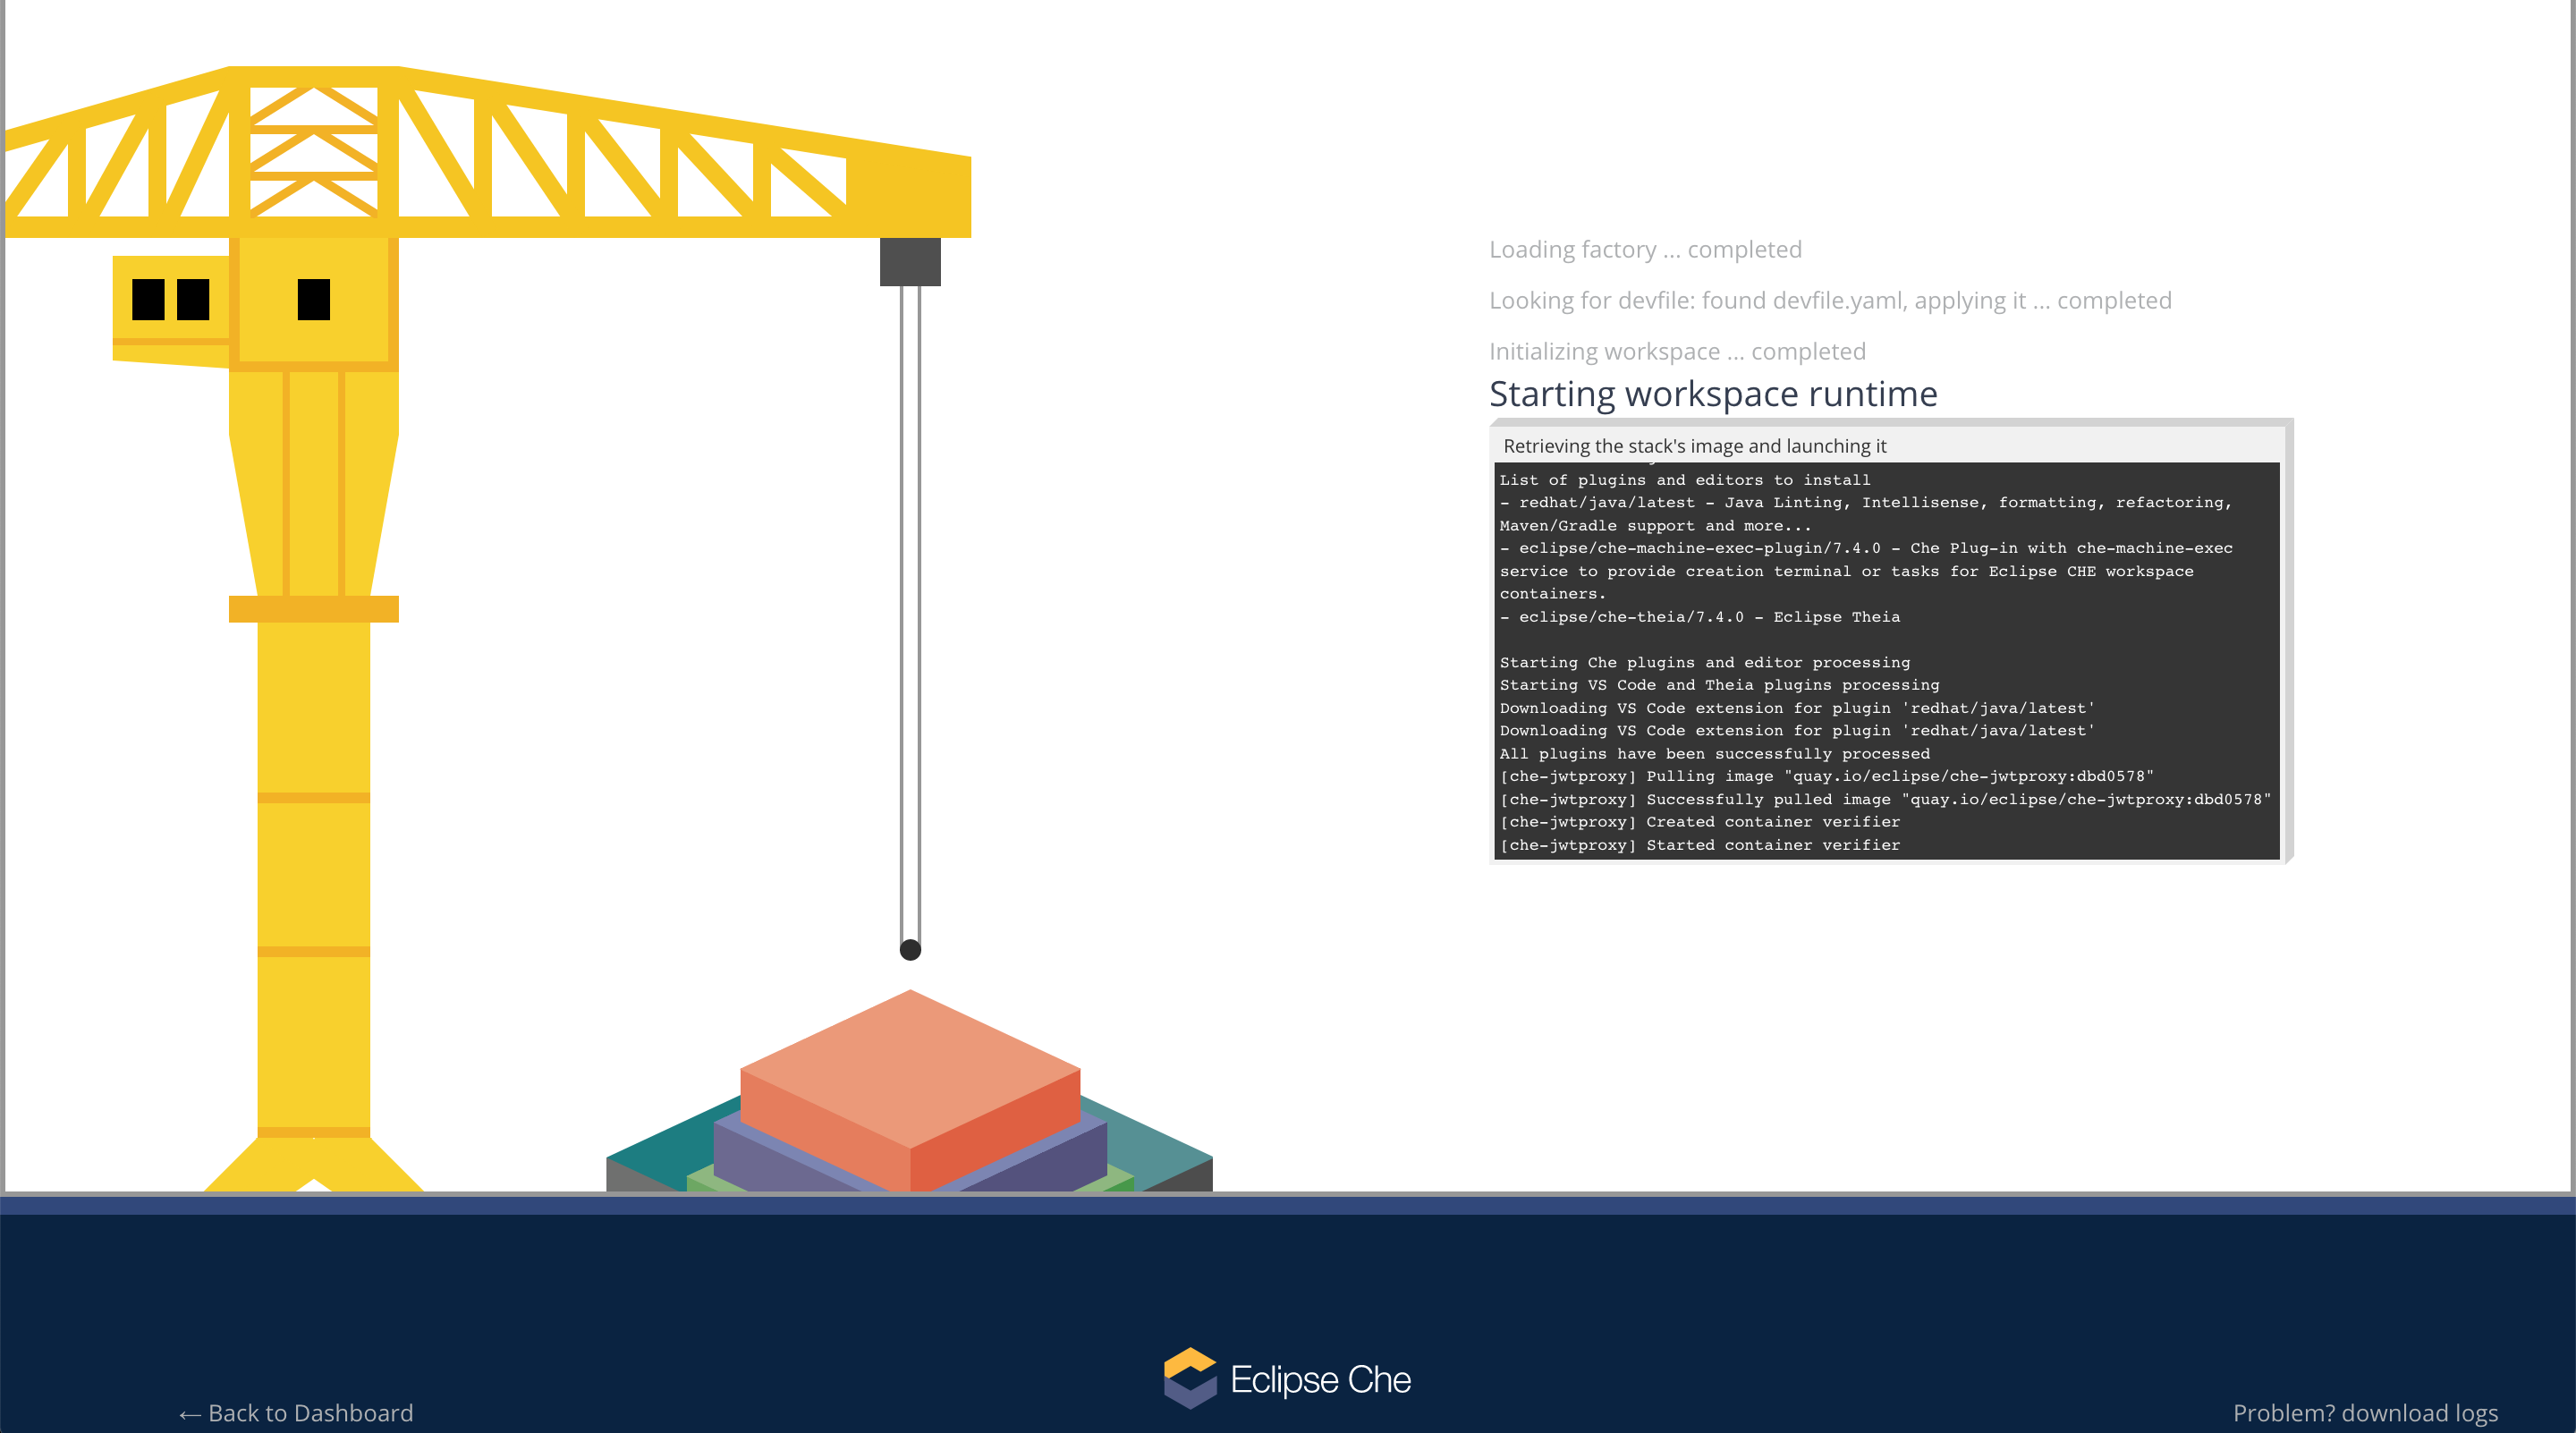 Loading factory ... completed
Looking for devfile: found devfile.yaml, applying it ... completed
Initializing workspace ... completed
Starting workspace runtime
Retrieving the stack's image and launching it
List of plugins and editors to install
- redhat/java/latest - Java Linting, Intellisense, formatting, refactoring,
Maven/Gradle support and more...
- eclipse/che-machine-exec-plugin/7.4.0 - Che Plug-in with che-machine-exec
service to provide creation terminal or tasks for Eclipse CHE workspace
containers.
- eclipse/che-theia/7.4.0 - Eclipse Theia
Starting Che plugins and editor processing
Starting VS Code and Theia plugins processing
Downloading VS Code extension for plugin 'redhat/java/latest'
Downloading VS Code extension for plugin 'redhat/java/latest'
All plugins have been successfully processed
[che-jwtproxy] Pulling image "quay.io/eclipse/che-jwtproxy:dbd0578"
[che-jwtproxy] Successfully pulled image "quay.io/eclipse/che-jwtproxy:dbd0578"
[che-jwtproxy] Created container verifier
[che-jwtproxy] Started container verifier
Eclipse Che
← Back to Dashboard
Problem? download logs